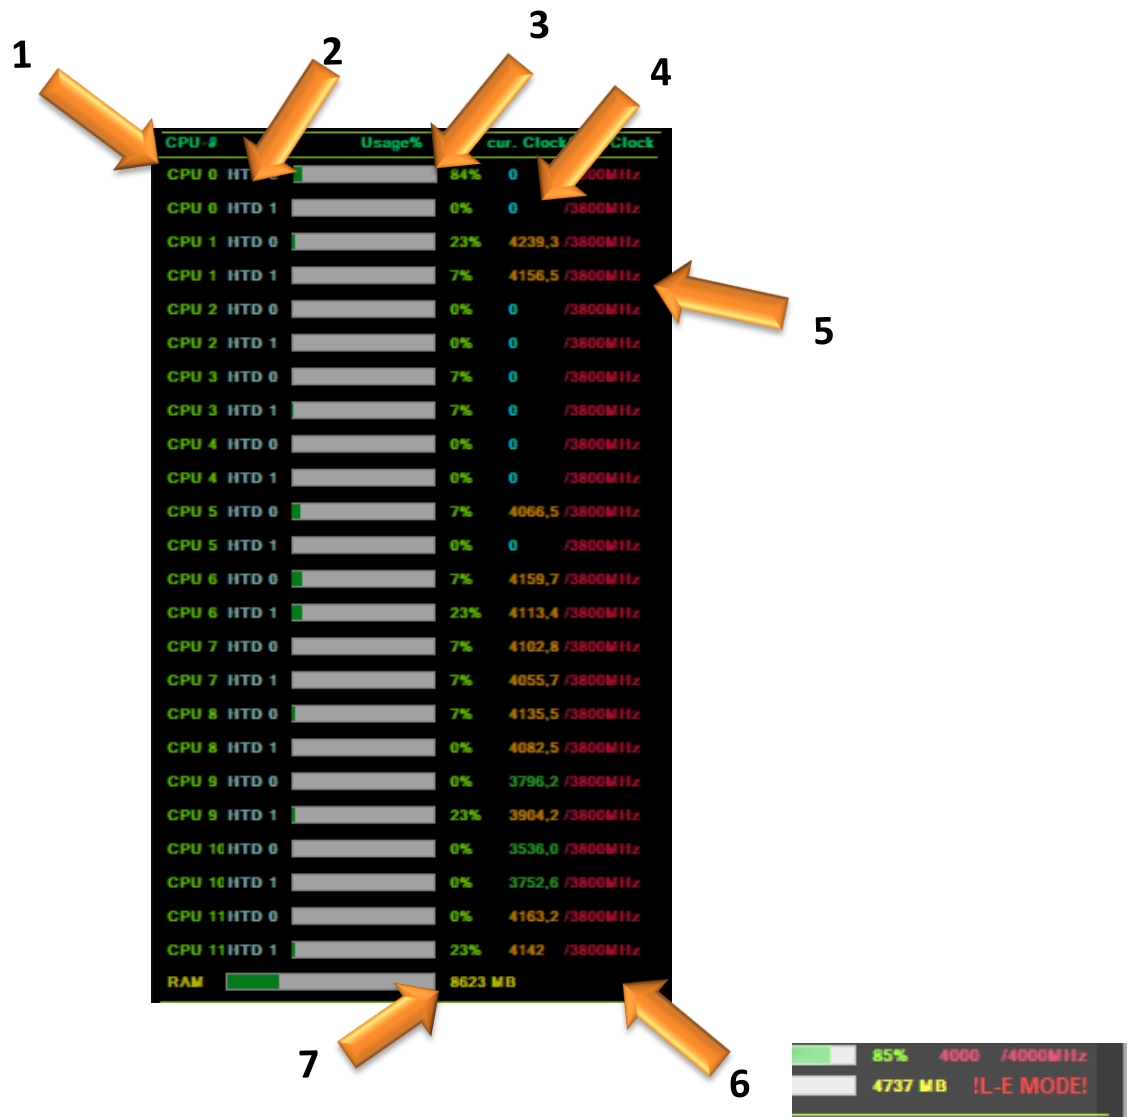 1
2
3
4
CPU-# Usage% cur. Clock Clock
CPU 0 84% 0
CPU 0 HTD 1 0% 0 /3800MHz
CPU 1 HTD 0 23% 4239,3 /3800MHz
CPU 1 HTD 1 7% 4156,5 /3800MHz
5
CPU 2 HTD 0 0% 0 /3800MHz
CPU 2 HTD 1 0% 0 /3800MHz
CPU 3 HTD 0 7% 0 /3800MHz
CPU 3 HTD 1 7% 0 /3800MHz
CPU 4 HTD 0 0% 0 /3800MHz
CPU 4 HTD 1 0% 0 /3800MHz
CPU 5 HTD 0 7% 4066,5 /3800MHz
CPU 5 HTD 1 0% 0 /3800MHz
CPU 6 HTD 0 7% 4159,7 /3800MHz
CPU 6 HTD 1 23% 4113,4 /3800MHz
CPU 7 HTD 0 7% 4102,8 /3800MHz
CPU 7 HTD 1 7% 4055,7 /3800MHz
CPU 8 HTD 0 7% 4135,5 /3800MHz
CPU 8 HTD 1 0% 4082,5 /3800MHz
CPU 9 HTD 0 0% 3796,2 /3800MHz
CPU 9 HTD 1 23% 3904,2 /3800MHz
CPU 10 HTD 0 0% 3536,0 /3800MHz
CPU 10 HTD 1 0% 3752,6 /3800MHz
CPU 11 HTD 0 0% 4163,2 /3800MHz
CPU 11 HTD 1 23% 4142 /3800MHz
RAM 8623 MB
7
6
85% 4000 /4000MHz
4737 MB !L-E MODE!